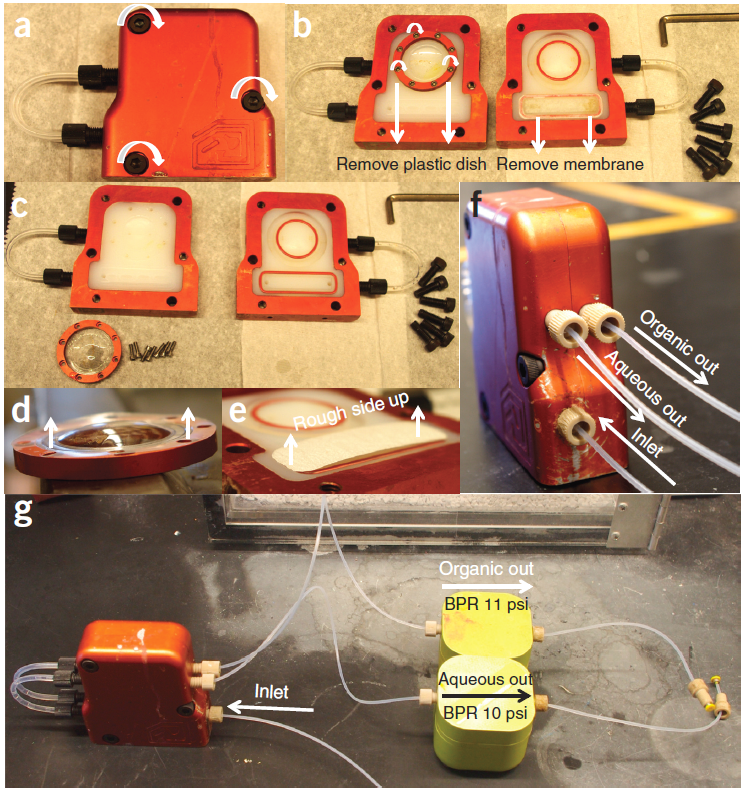 a
b
Remove plastic dish
Remove membrane
c
d
e
Rough side up
f
Organic out
Aqueous out
Inlet
g
Organic out
BPR 11 psi
Aqueous out
BPR 10 psi
Inlet